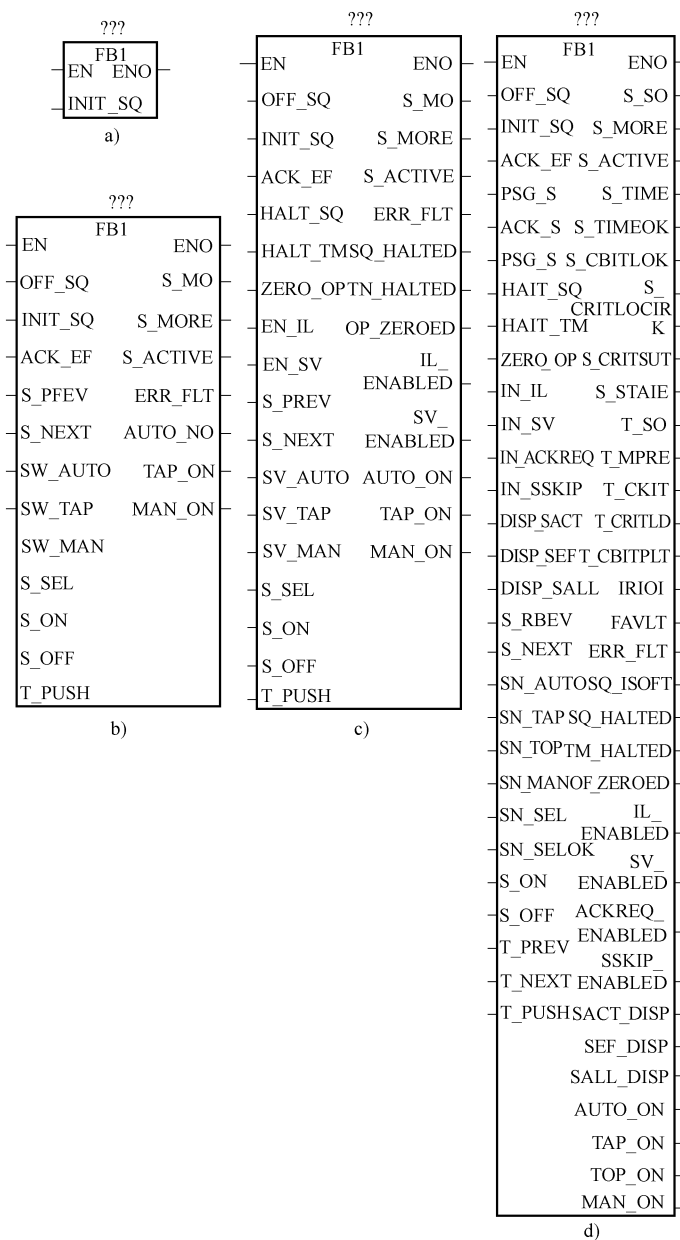 ???
FB1
EN ENO
INIT_SQ
a)
???
FB1
EN ENO
OFF_SQ S_MO
INIT_SQ S_MORE
ACK_EF S_ACTIVE
S_PFEV ERR_FLT
S_NEXT AUTO_NO
SW_AUTO TAP_ON
SW_TAP MAN_ON
SW_MAN
S_SEL
S_ON
S_OFF
T_PUSH
b)
???
FB1
EN ENO
OFF_SQ S_MO
INIT_SQ S_MORE
ACK_EF S_ACTIVE
HALT_SQ ERR_FLT
HALT_TM SQ_HALTED
ZERO_OP TN_HALTED
EN_IL OP_ZEROED
EN_SV IL_
ENABLED
S_PREV
SV_
S_NEXT ENABLED
SV_AUTO AUTO_ON
SV_TAP TAP_ON
SV_MAN MAN_ON
S_SEL
S_ON
S_OFF
T_PUSH
c)
???
FB1
EN ENO
OFF_SQ S_SO
INIT_SQ S_MORE
ACK_EF S_ACTIVE
PSG_S S_TIME
ACK_S S_TIMEOK
PSG_S S_CBITLOK
HAIT_SQ S_
CRITLOCIR
HAIT_TM K
ZERO_OP S_CRITSUT
IN_IL S_STAIE
IN_SV T_SO
IN_ACKREQ T_MPRE
IN_SSKIP T_CKIT
DISP_SACT T_CRITLD
DISP_SEF T_CBITPLT
DISP_SALL IRIOI
S_RBEV FAVLT
S_NEXT ERR_FLT
SN_AUTO SQ_ISOFT
SN_TAP SQ_HALTED
SN_TOP TM_HALTED
SN_MAN OF_ZEROED
SN_SEL IL_
ENABLED
SN_SELOK
SV_
S_ON ENABLED
S_OFF ACKREQ_
ENABLED
T_PREV
SSKIP_
T_NEXT ENABLED
T_PUSH SACT_DISP
SEF_DISP
SALL_DISP
AUTO_ON
TAP_ON
TOP_ON
MAN_ON
d)